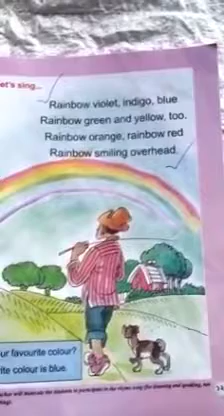 et's sing...
Rainbow violet, indigo, blue
Rainbow green and yellow, too.
Rainbow orange, rainbow red
Rainbow smiling overhead.
ur favourite colour?
ite colour is blue.